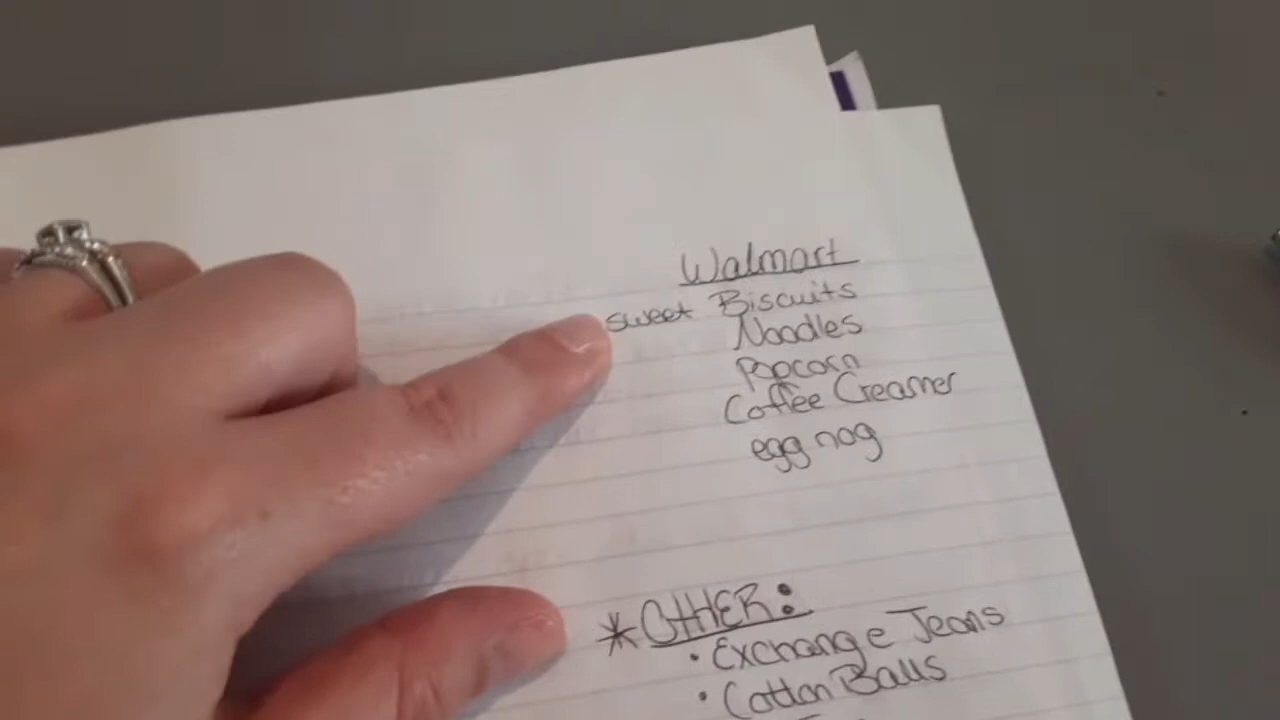 Walmart
sweet Biscuits
Noodles
Popcorn
Coffee Creamer
egg nog
*OTHER:
• Exchange Jeans
• Cotton Balls